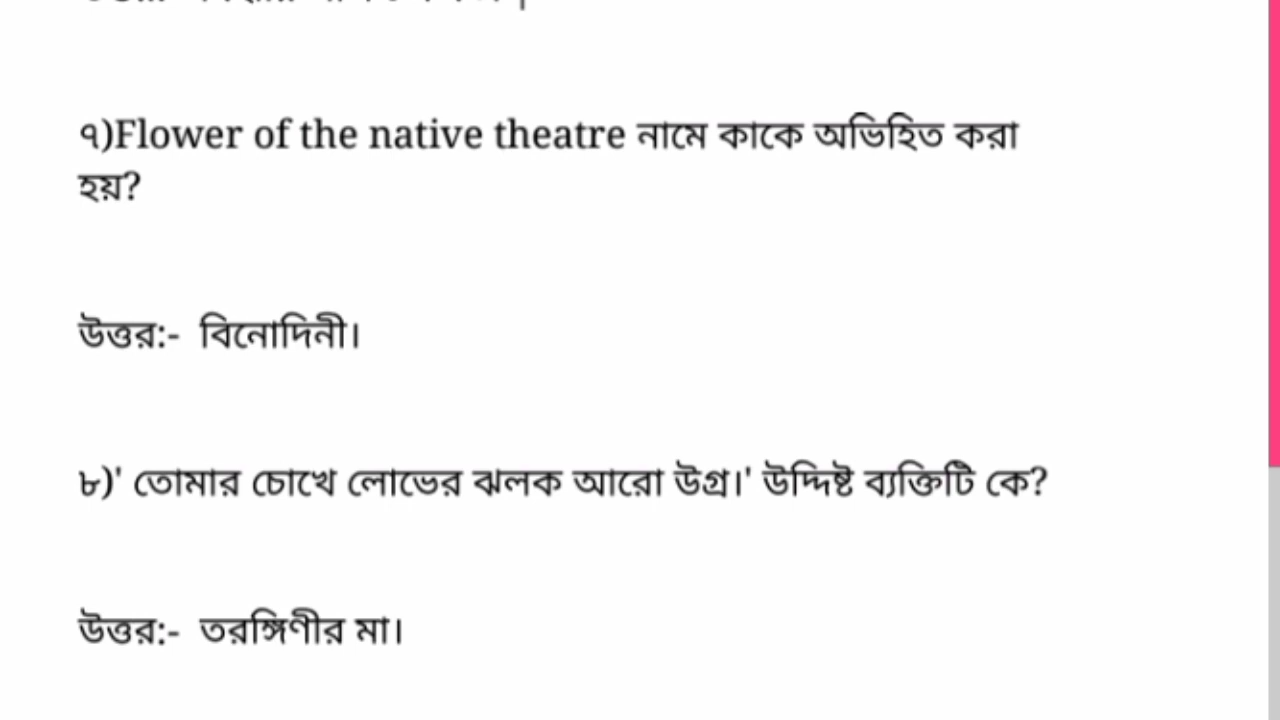 ৭)Flower of the native theatre নামে কাকে অভিহিত করা
হয়?
উত্তর:- বিনোদিনী।
৮)' তোমার চোখে লোভের ঝলক আরো উগ্র।' উদ্দিষ্ট ব্যক্তিটি কে?
উত্তর:- তরঙ্গিণীর মা।